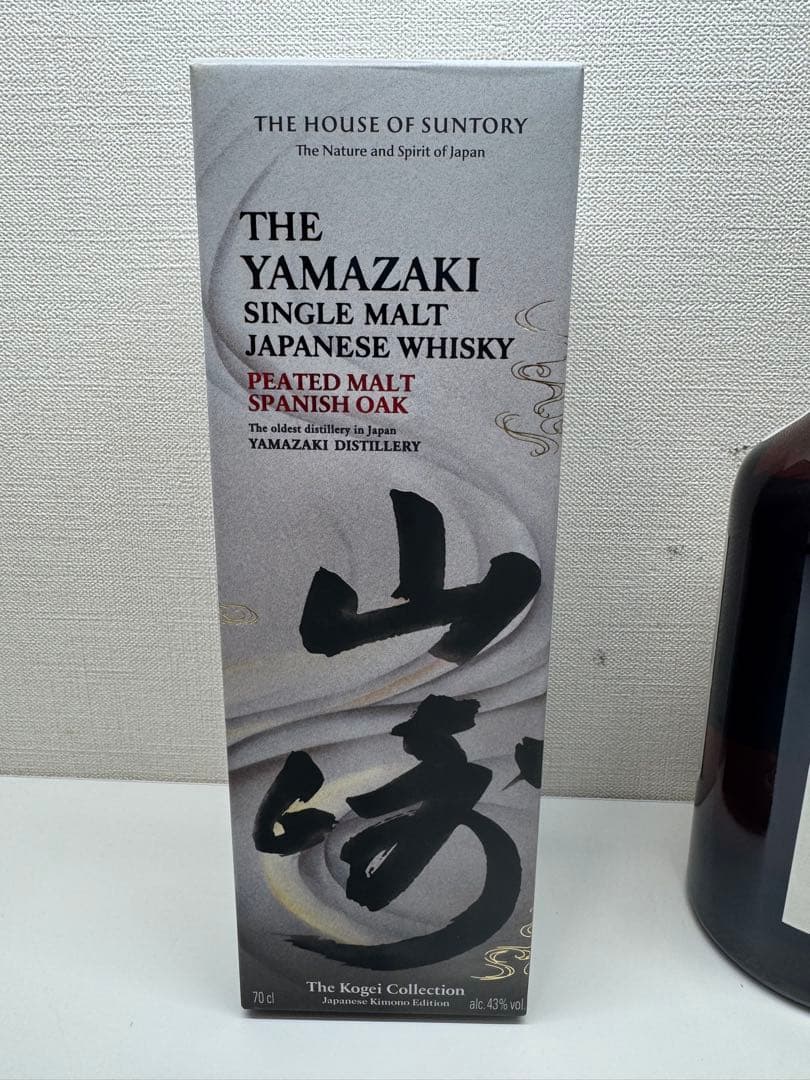 THE HOUSE OF SUNTORY
The Nature and Spirit of Japan
THE
YAMAZAKI
SINGLE MALT
JAPANESE WHISKY
PEATED MALT
SPANISH OAK
The oldest distillery in Japan
YAMAZAKI DISTILLERY
山
崎
The Kogei Collection
Japanese Kimono Edition
70 cl
alc. 43% vol